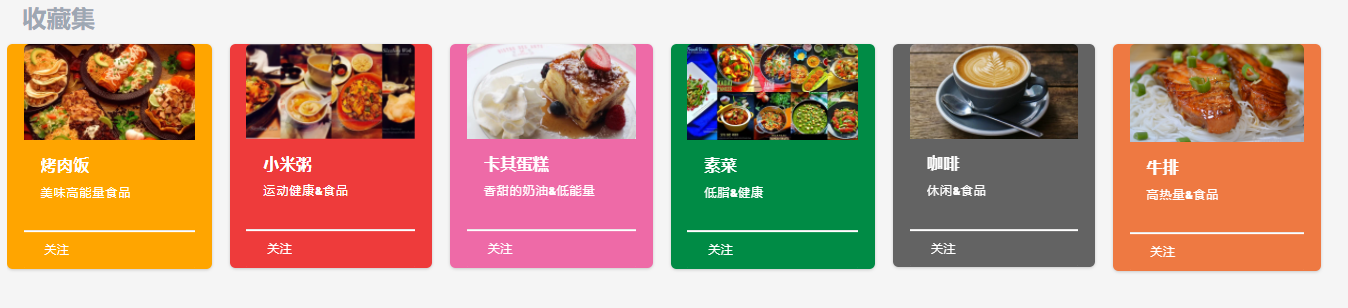 收藏集
烤肉饭
美味高能量食品
关注
小米粥
运动健康&食品
关注
卡其蛋糕
香甜的奶油&低能量
关注
素菜
低脂&健康
关注
咖啡
休闲&食品
关注
牛排
高热量&食品
关注